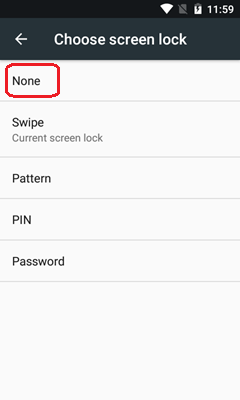 11:59
Choose screen lock
None
Swipe
Current screen lock
Pattern
PIN
Password